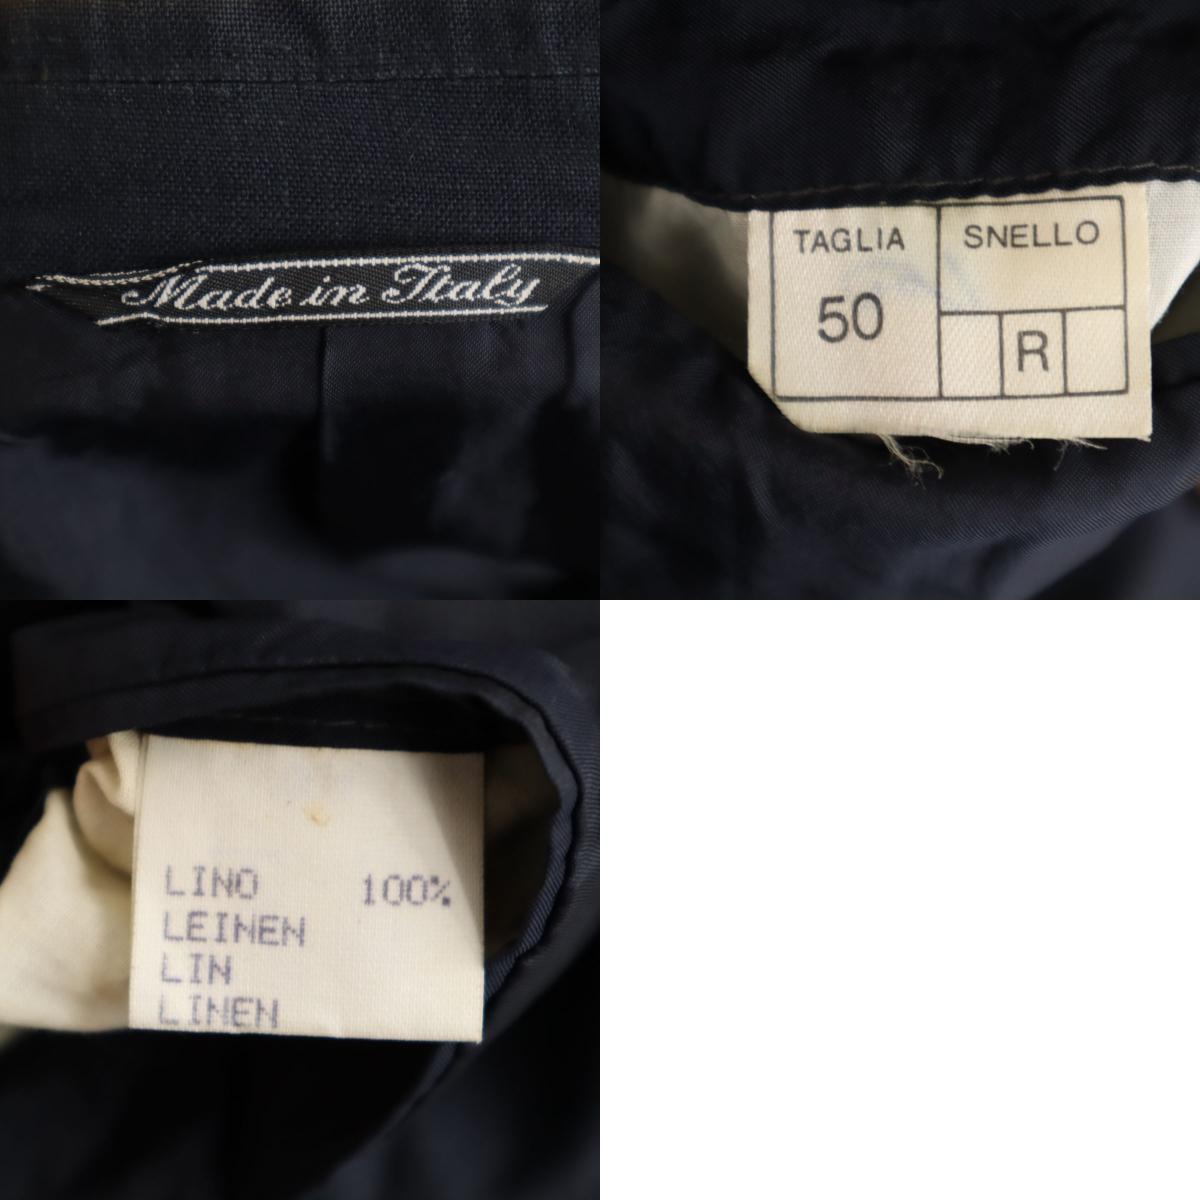 Made in Italy
TAGLIA
50
SNELLO
R
LINO 100%
LEINEN
LIN
LINEN